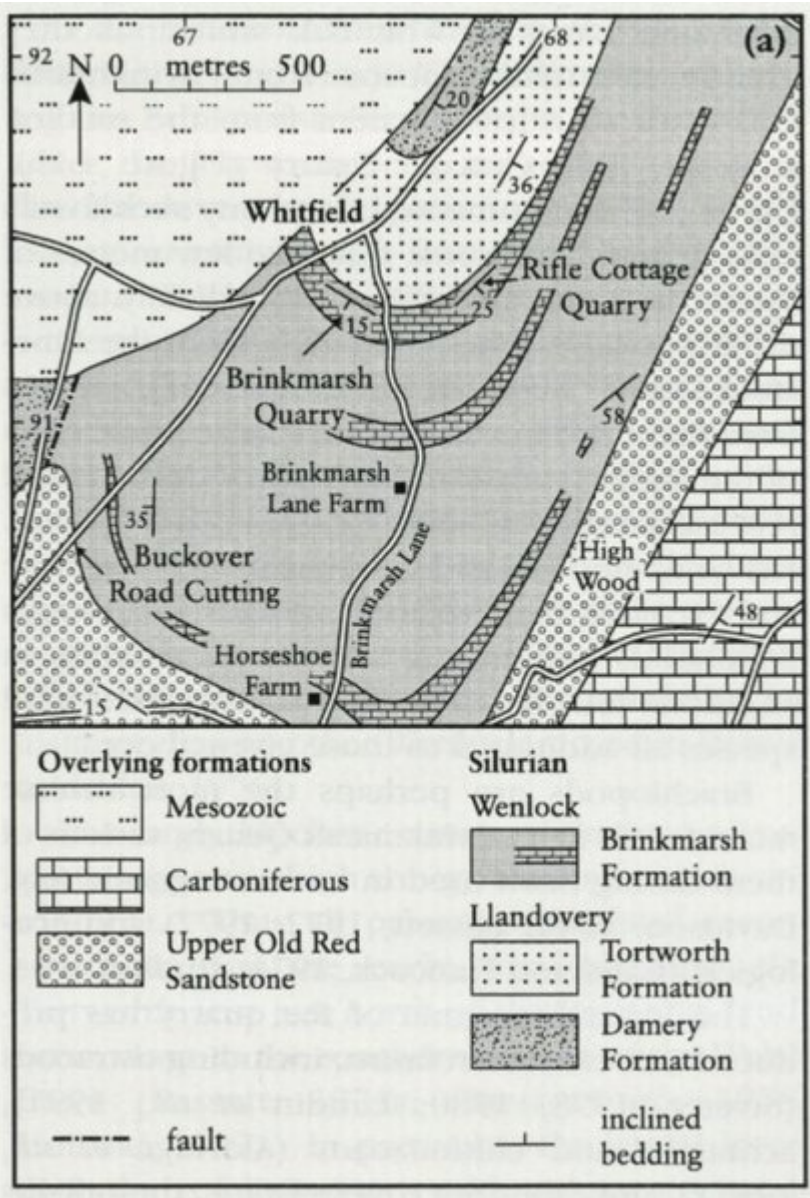 67
68
(a)
92
N
0 metres 500
20
36
Whitfield
Rifle Cottage
Quarry
15
25
Brinkmarsh
Quarry
58
91
Brinkmarsh
Lane Farm
35
Buckover
Road Cutting
Brinkmarsh Lane
High
Wood
48
Horseshoe
Farm
15
Overlying formations
Mesozoic
Carboniferous
Upper Old Red
Sandstone
fault
Silurian
Wenlock
Brinkmarsh
Formation
Llandovery
Tortworth
Formation
Damery
Formation
inclined
bedding